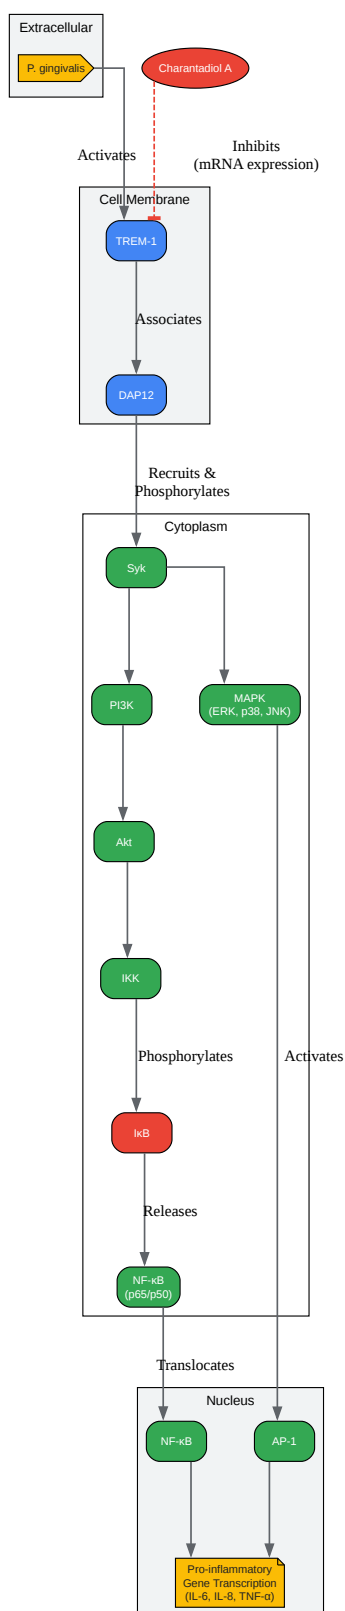 Extracellular
P. gingivalis
Charantadiol A
Activates
Inhibits
(mRNA expression)
Cell Membrane
TREM-1
Associates
DAP12
Recruits &
Phosphorylates
Cytoplasm
Syk
PI3K
MAPK
(ERK, p38, JNK)
Akt
IKK
Phosphorylates
Activates
IκB
Releases
NF-κB
(p65/p50)
Translocates
Nucleus
NF-κB
AP-1
Pro-inflammatory
Gene Transcription
(IL-6, IL-8, TNF-α)